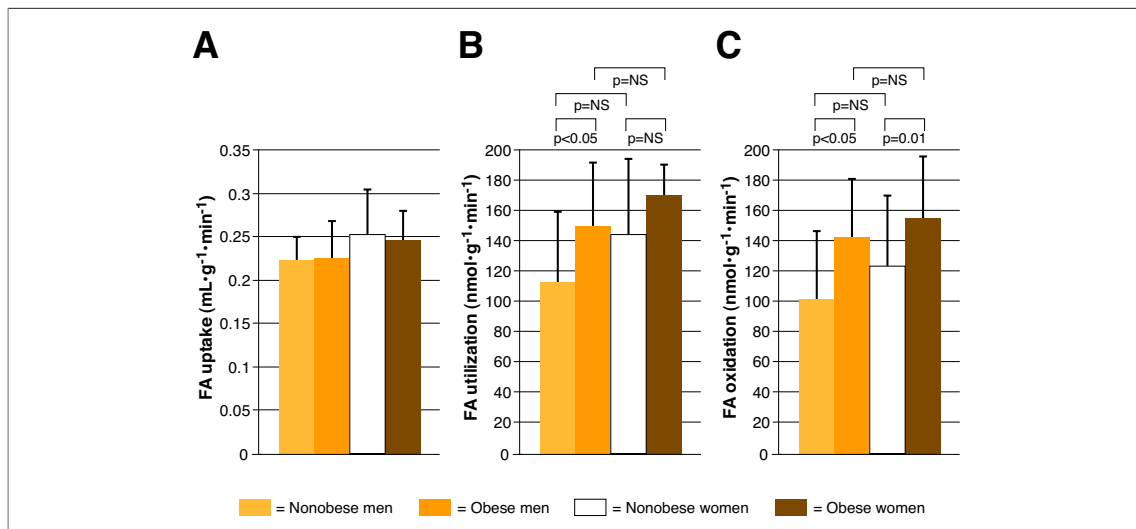 A
B
C
p=NS
p=NS
p=NS
p=NS
p<0.05
p=NS
p<0.05
p=0.01
FA uptake (mL·g⁻¹·min⁻¹)
0.35
0.3
0.25
0.2
0.15
0.1
0.05
0
FA utilization (nmol·g⁻¹·min⁻¹)
200
180
160
140
120
100
80
60
40
20
0
FA oxidation (nmol·g⁻¹·min⁻¹)
200
180
160
140
120
100
80
60
40
20
0
= Nonobese men
= Obese men
= Nonobese women
= Obese women